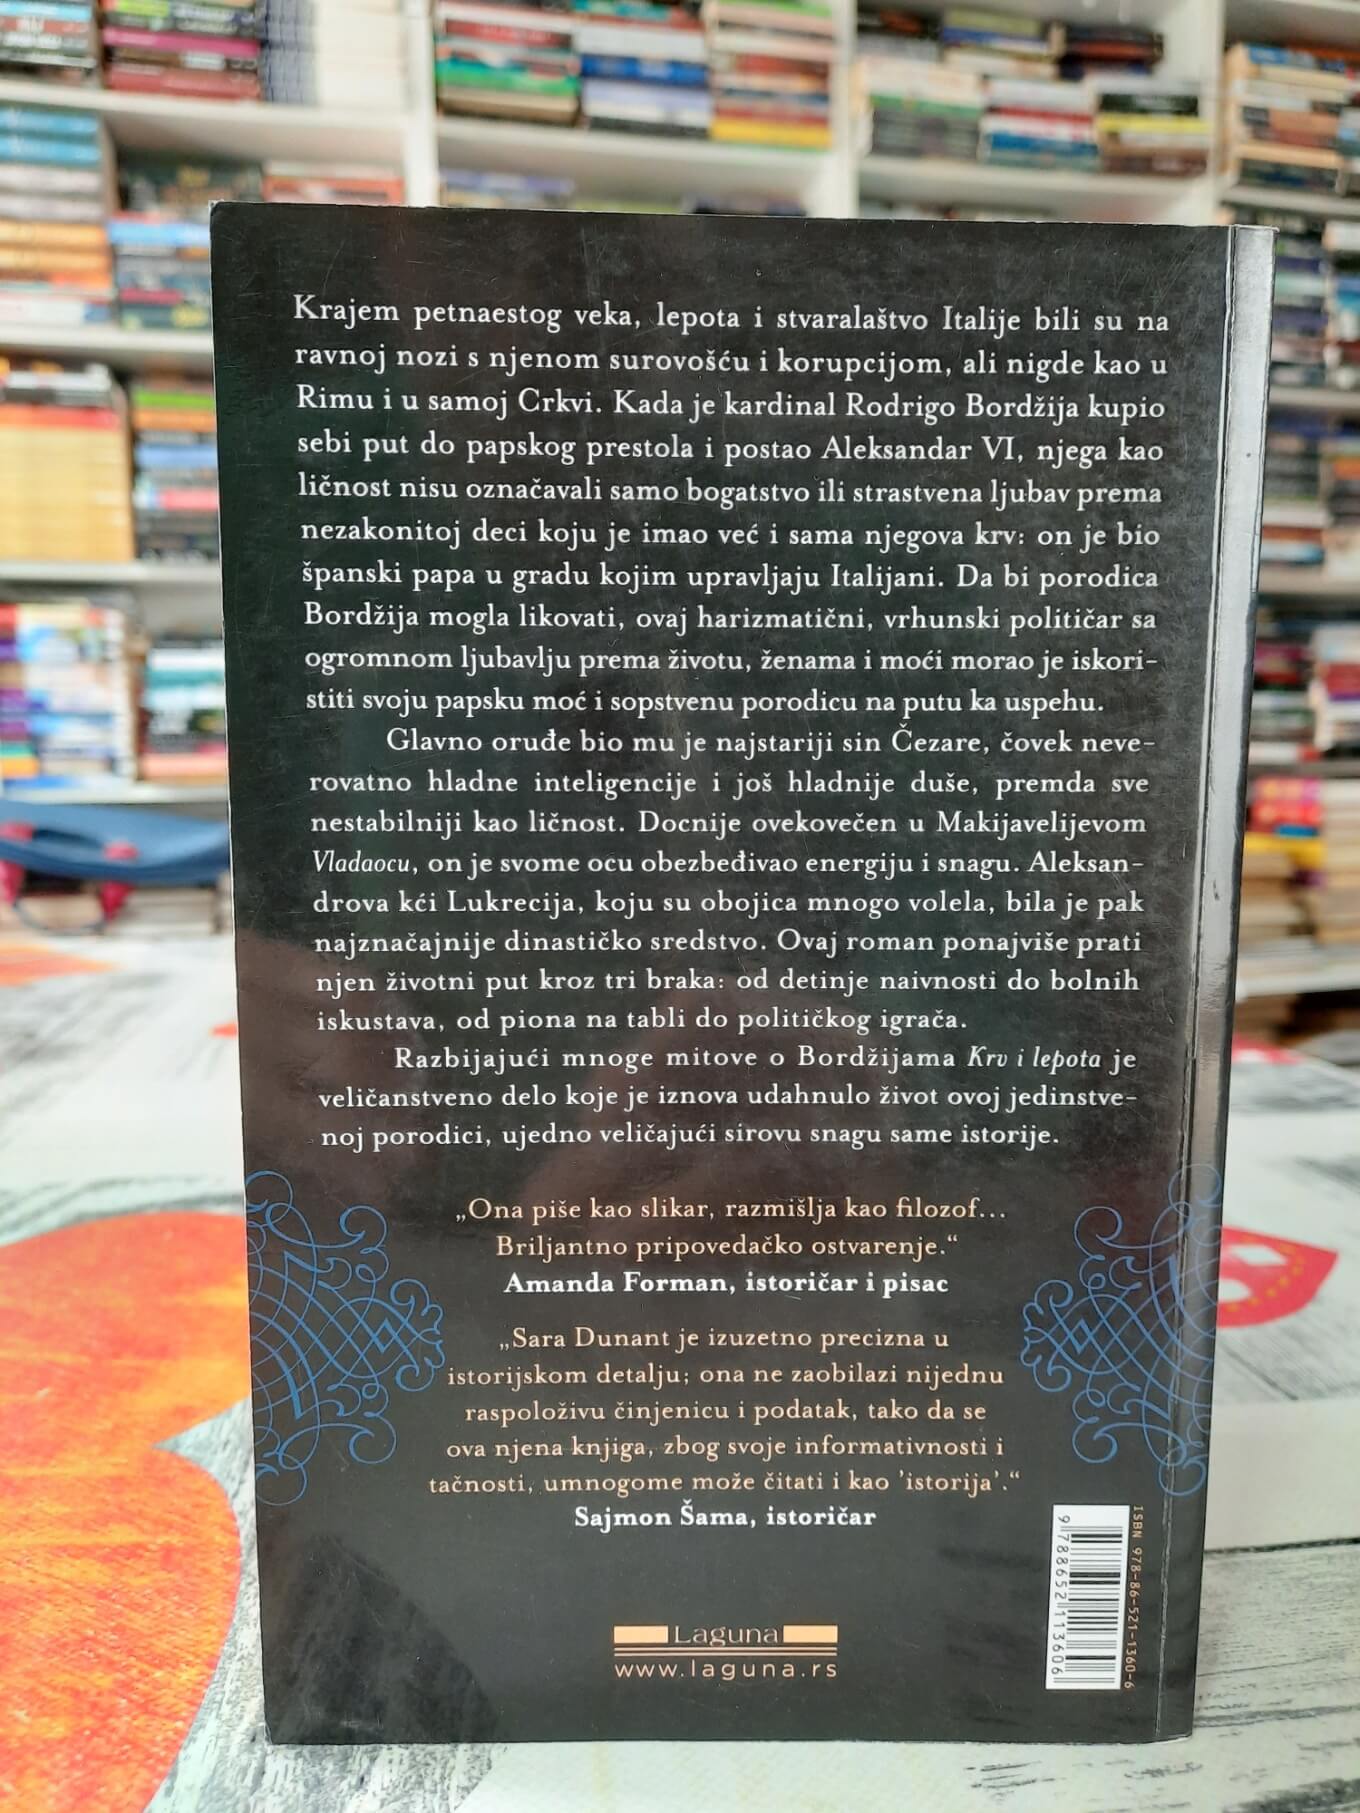 Krajem petnaestog veka, lepota i stvaralaštvo Italije bili su na
ravnoj nozi s njenom surovošću i korupcijom, ali nigde kao u
Rimu i u samoj Crkvi. Kada je kardinal Rodrigo Bordžija kupio
sebi put do papskog prestola i postao Aleksandar VI, njega kao
ličnost nisu označavali samo bogatstvo ili strastvena ljubav prema
nezakonitoj deci koju je imao već i sama njegova krv: on je bio
španski papa u gradu kojim upravljaju Italijani. Da bi porodica
Bordžija mogla likovati, ovaj harizmatični, vrhunski političar sa
ogromnom ljubavlju prema životu, ženama i moći morao je iskori-
stiti svoju papsku moć i sopstvenu porodicu na putu ka uspehu.
Glavno oruđe bio mu je najstariji sin Čezare, čovek neve-
rovatno hladne inteligencije i još hladnije duše, premda sve
nestabilniji kao ličnost. Docnije ovekovečen u Makijavelijevom
Vladaocu, on je svome ocu obezbeđivao energiju i snagu. Aleksan-
drova kći Lukrecija, koju su obojica mnogo volela, bila je pak
najznačajnije dinastičko sredstvo. Ovaj roman ponajviše prati
njen životni put kroz tri braka: od detinje naivnosti do bolnih
iskustava, od piona na tabli do političkog igrača.
Razbijajući mnoge mitove o Bordžijama Krv i lepota je
veličanstveno delo koje je iznova udahnulo život ovoj jedinstve-
noj porodici, ujedno veličajući sirovu snagu same istorije.
„Ona piše kao slikar, razmišlja kao filozof...
Briljantno pripovedačko ostvarenje.“
Amanda Forman, istoričar i pisac
„Sara Dunant je izuzetno precizna u
istorijskom detalju; ona ne zaobilazi nijednu
raspoloživu činjenicu i podatak, tako da se
ova njena knjiga, zbog svoje informativnosti i
tačnosti, umnogome može čitati i kao ’istorija’.“
Sajmon Šama, istoričar
ISBN 978-86-521-1360-6
9788652113606
Laguna
www.laguna.rs